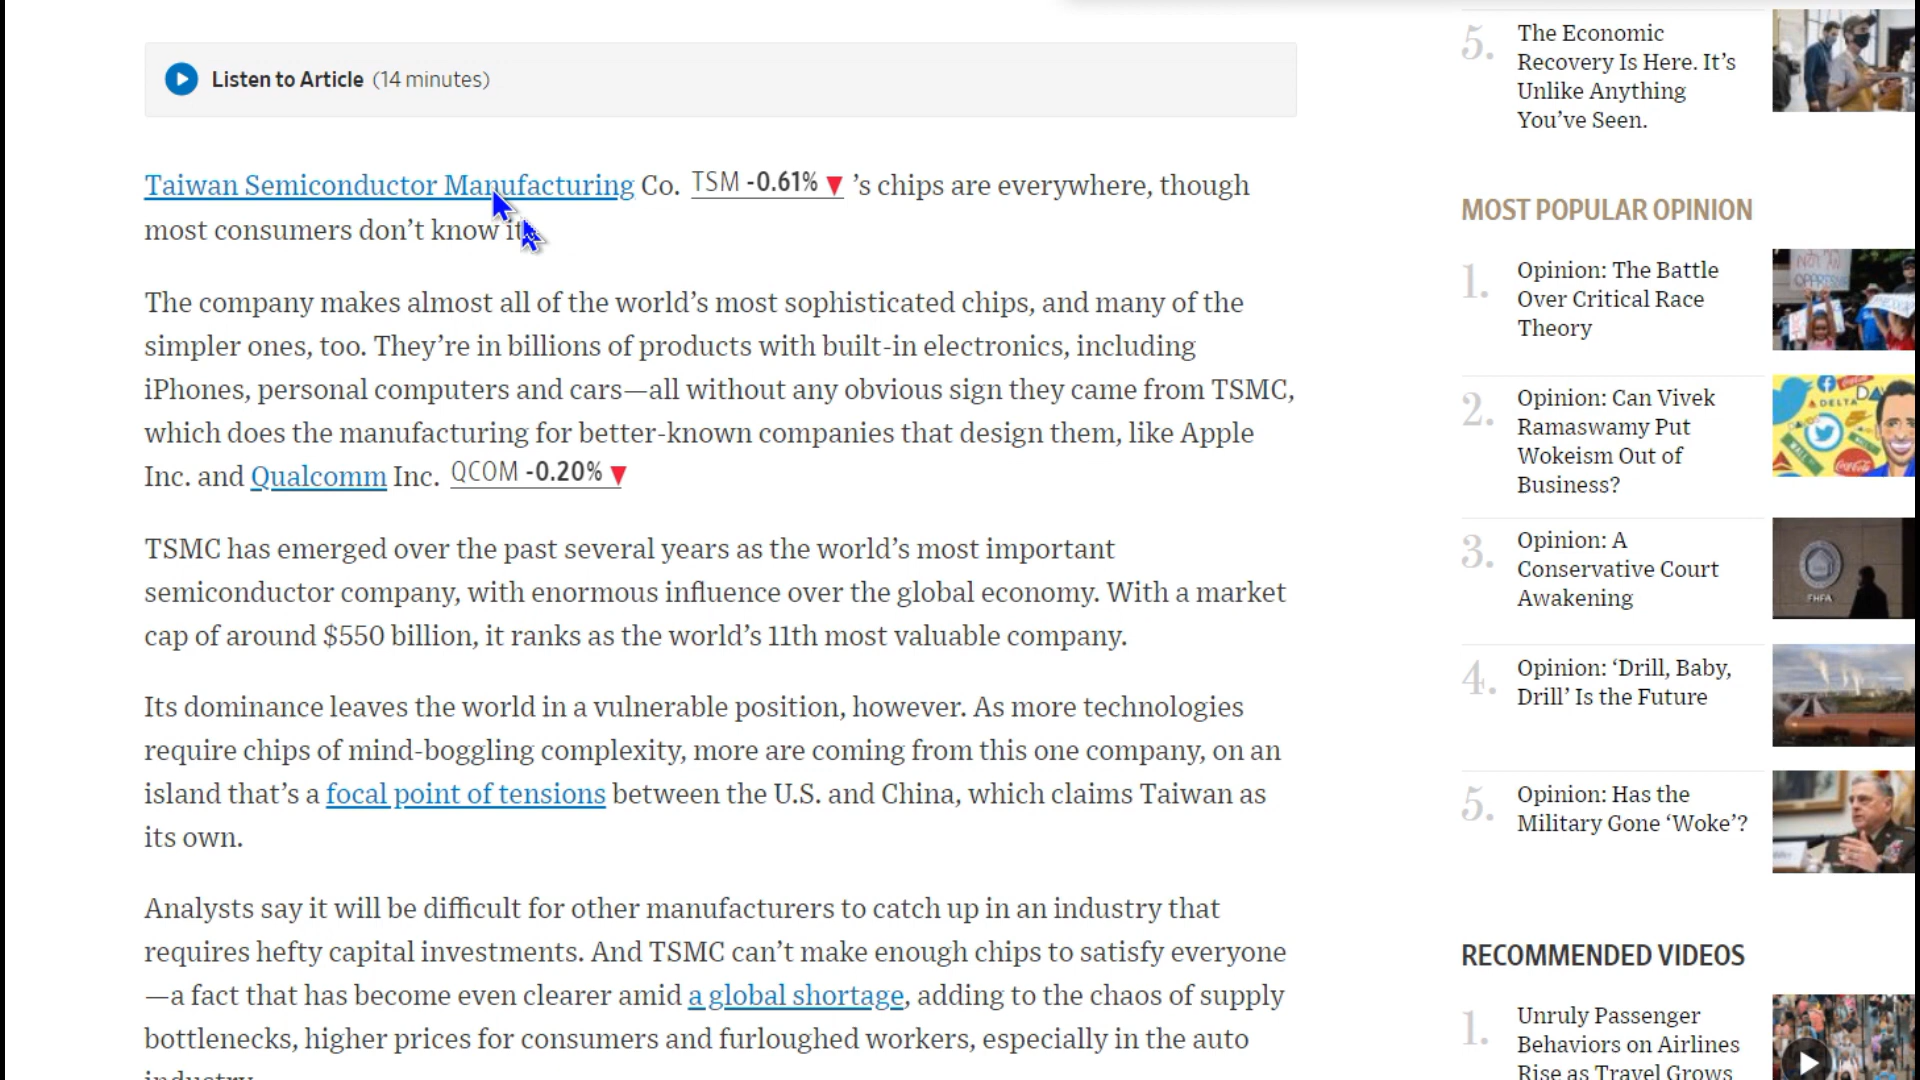 Listen to Article (14 minutes)
Taiwan Semiconductor Manufacturing Co. TSM -0.61% ▼ ’s chips are everywhere, though
most consumers don’t know it
The company makes almost all of the world’s most sophisticated chips, and many of the
simpler ones, too. They’re in billions of products with built-in electronics, including
iPhones, personal computers and cars—all without any obvious sign they came from TSMC,
which does the manufacturing for better-known companies that design them, like Apple
Inc. and Qualcomm Inc. QCOM -0.20% ▼
TSMC has emerged over the past several years as the world’s most important
semiconductor company, with enormous influence over the global economy. With a market
cap of around $550 billion, it ranks as the world’s 11th most valuable company.
Its dominance leaves the world in a vulnerable position, however. As more technologies
require chips of mind-boggling complexity, more are coming from this one company, on an
island that’s a focal point of tensions between the U.S. and China, which claims Taiwan as
its own.
Analysts say it will be difficult for other manufacturers to catch up in an industry that
requires hefty capital investments. And TSMC can’t make enough chips to satisfy everyone
—a fact that has become even clearer amid a global shortage, adding to the chaos of supply
bottlenecks, higher prices for consumers and furloughed workers, especially in the auto
5.
The Economic
Recovery Is Here. It’s
Unlike Anything
You’ve Seen.
MOST POPULAR OPINION
1.
Opinion: The Battle
Over Critical Race
Theory
2.
Opinion: Can Vivek
Ramaswamy Put
Wokeism Out of
Business?
DELTA
3.
Opinion: A
Conservative Court
Awakening
FHFA
4.
Opinion: ‘Drill, Baby,
Drill’ Is the Future
5.
Opinion: Has the
Military Gone ‘Woke’?
RECOMMENDED VIDEOS
1.
Unruly Passenger
Behaviors on Airlines
Rise as Travel Grows